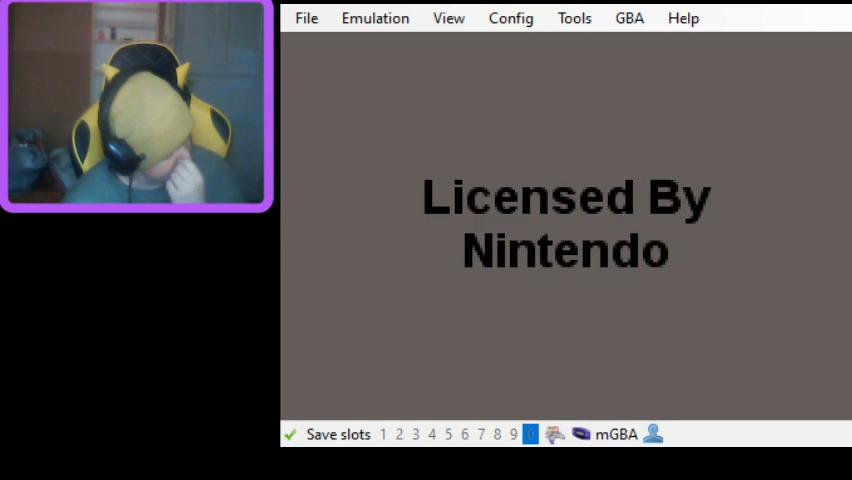 File Emulation View Config Tools GBA Help
Licensed By
Nintendo
Save slots 1 2 3 4 5 6 7 8 9 0 mGBA